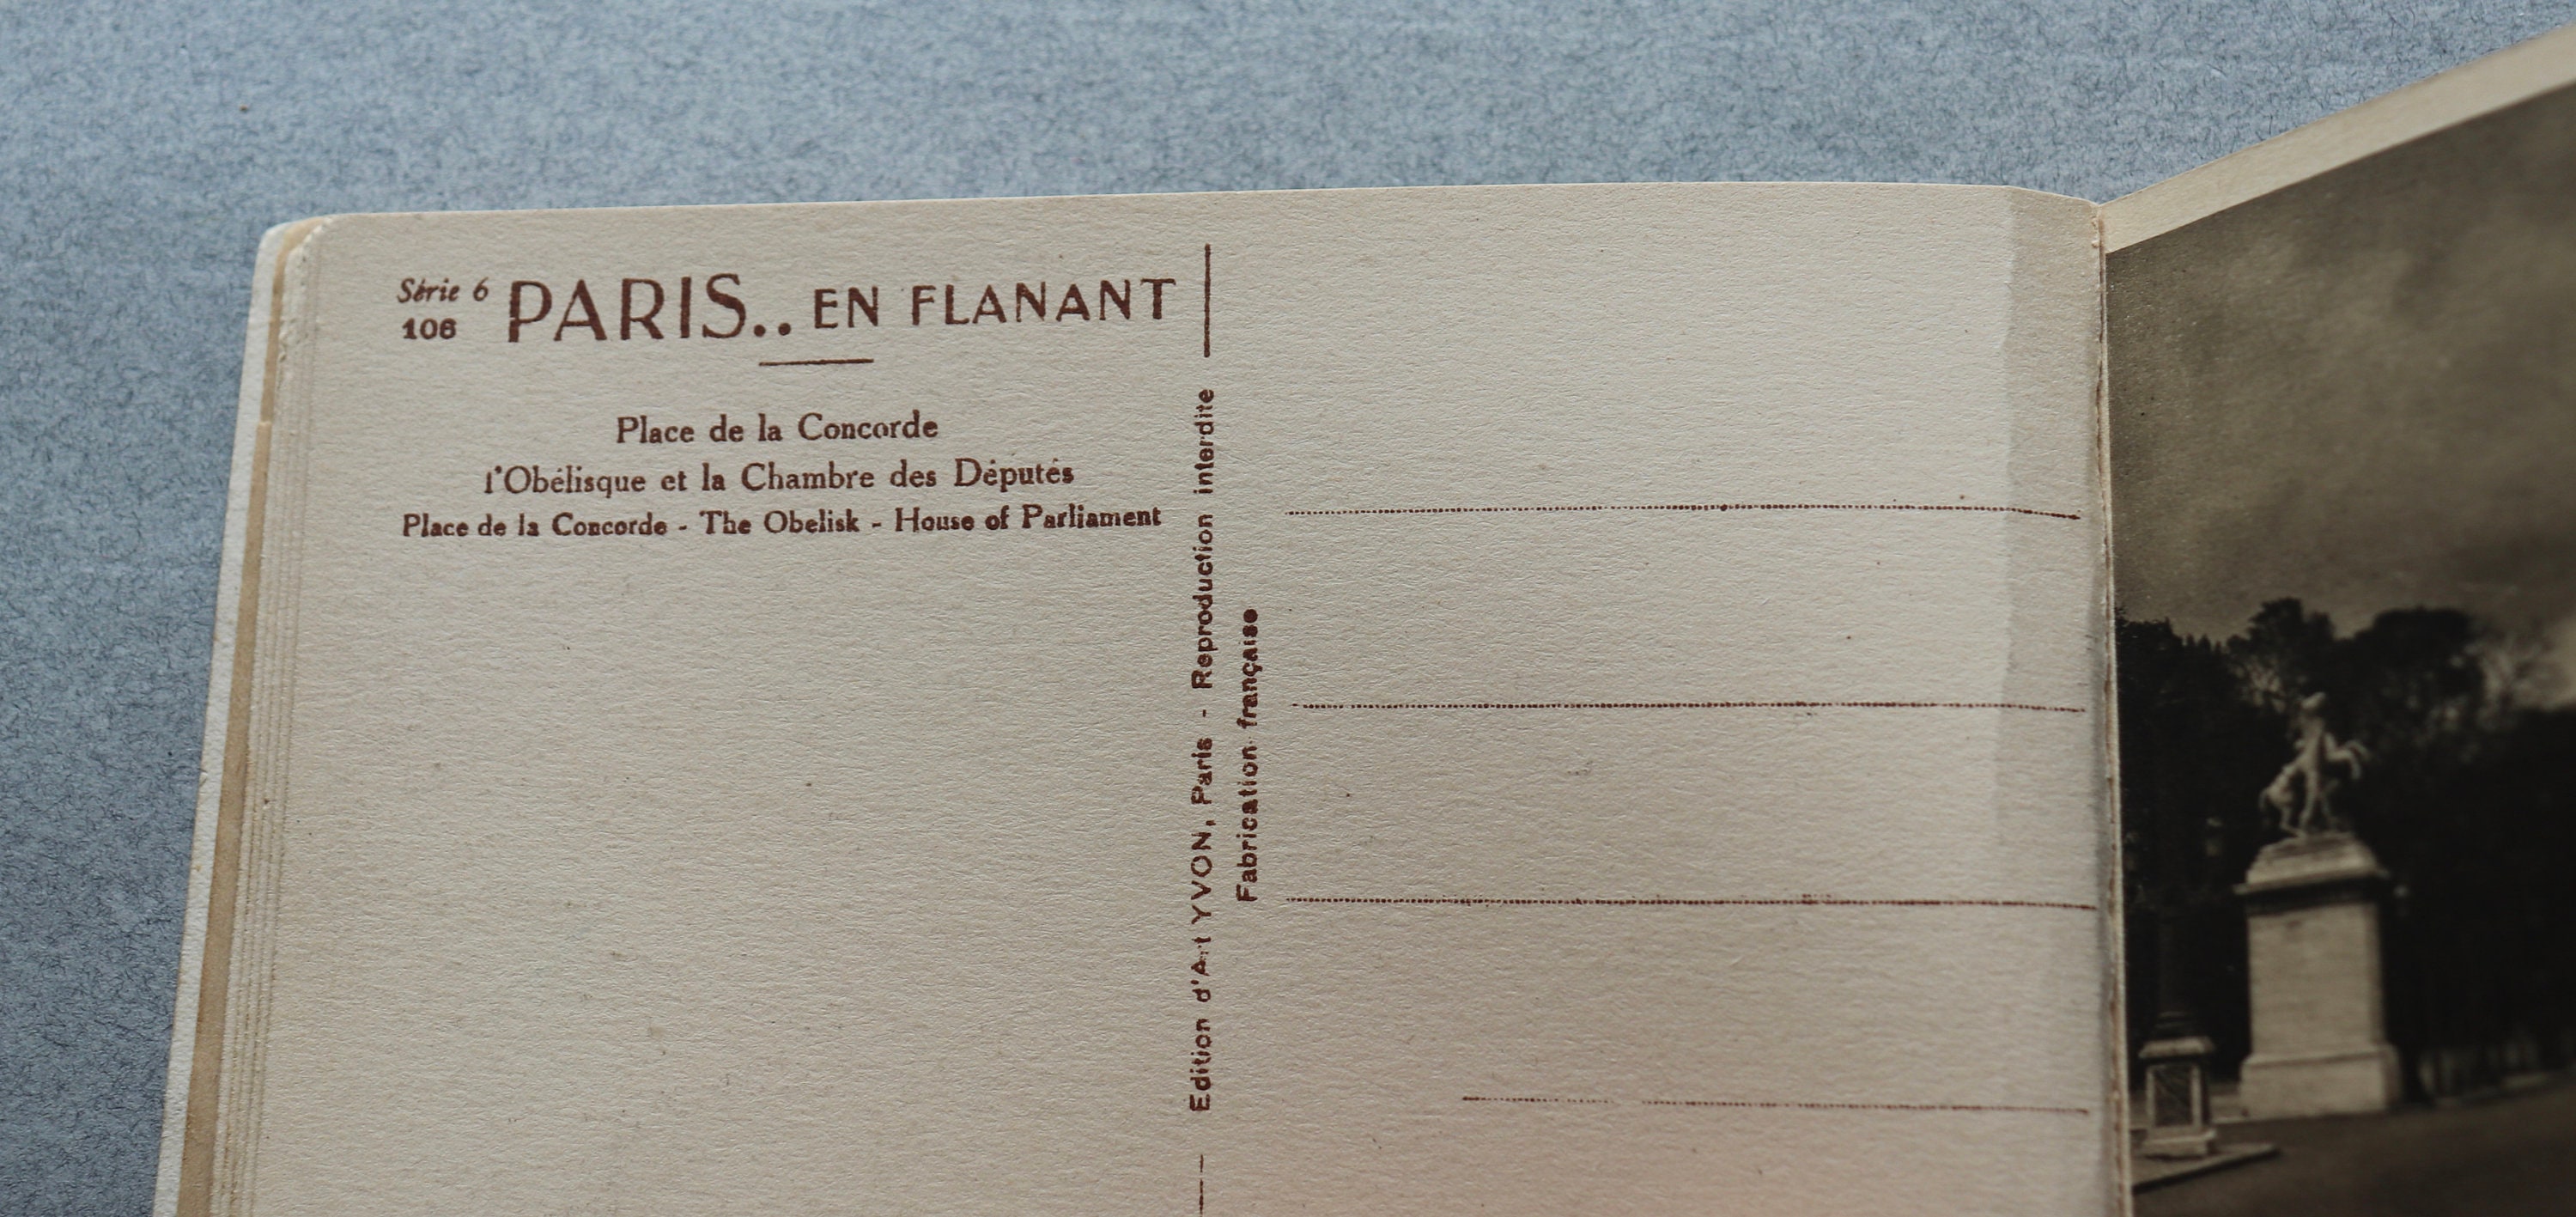 Série 6
106
PARIS.. EN FLANANT
Place de la Concorde
l'Obélisque et la Chambre des Députés
Place de la Concorde - The Obelisk - House of Parliament
Edition d'Art YVON, Paris - Reproduction interdite
Fabrication française